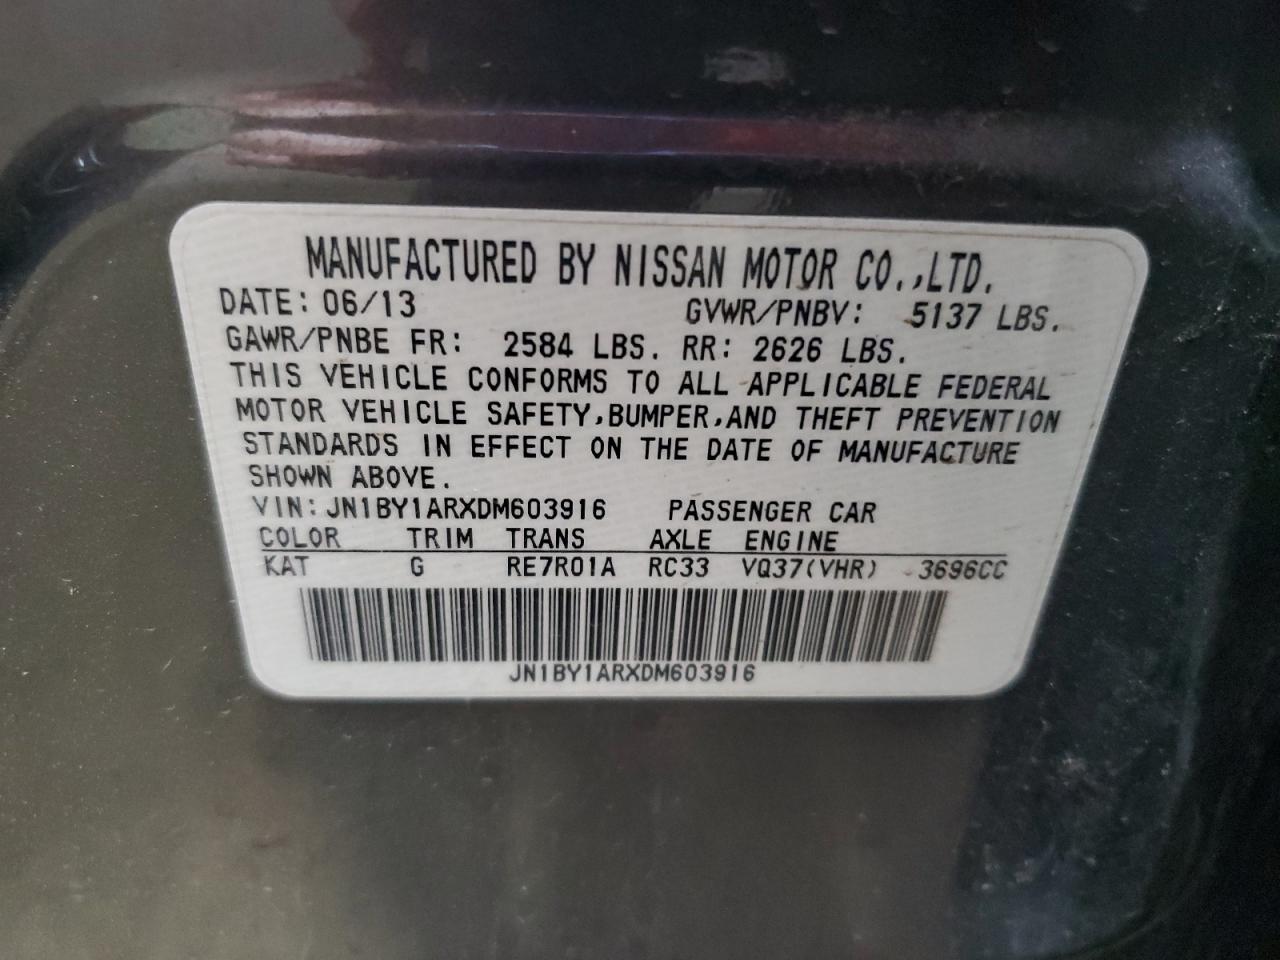 MANUFACTURED BY NISSAN MOTOR CO.,LTD.
DATE: 06/13 GVWR/PNBV: 5137 LBS.
GAWR/PNBE FR: 2584 LBS. RR: 2626 LBS.
THIS VEHICLE CONFORMS TO ALL APPLICABLE FEDERAL
MOTOR VEHICLE SAFETY,BUMPER,AND THEFT PREVENTION
STANDARDS IN EFFECT ON THE DATE OF MANUFACTURE
SHOWN ABOVE.
VIN: JN1BY1ARXDM603916 PASSENGER CAR
COLOR TRIM TRANS AXLE ENGINE
KAT G RE7R01A RC33 VQ37(VHR) 3696CC
JN1BY1ARXDM603916